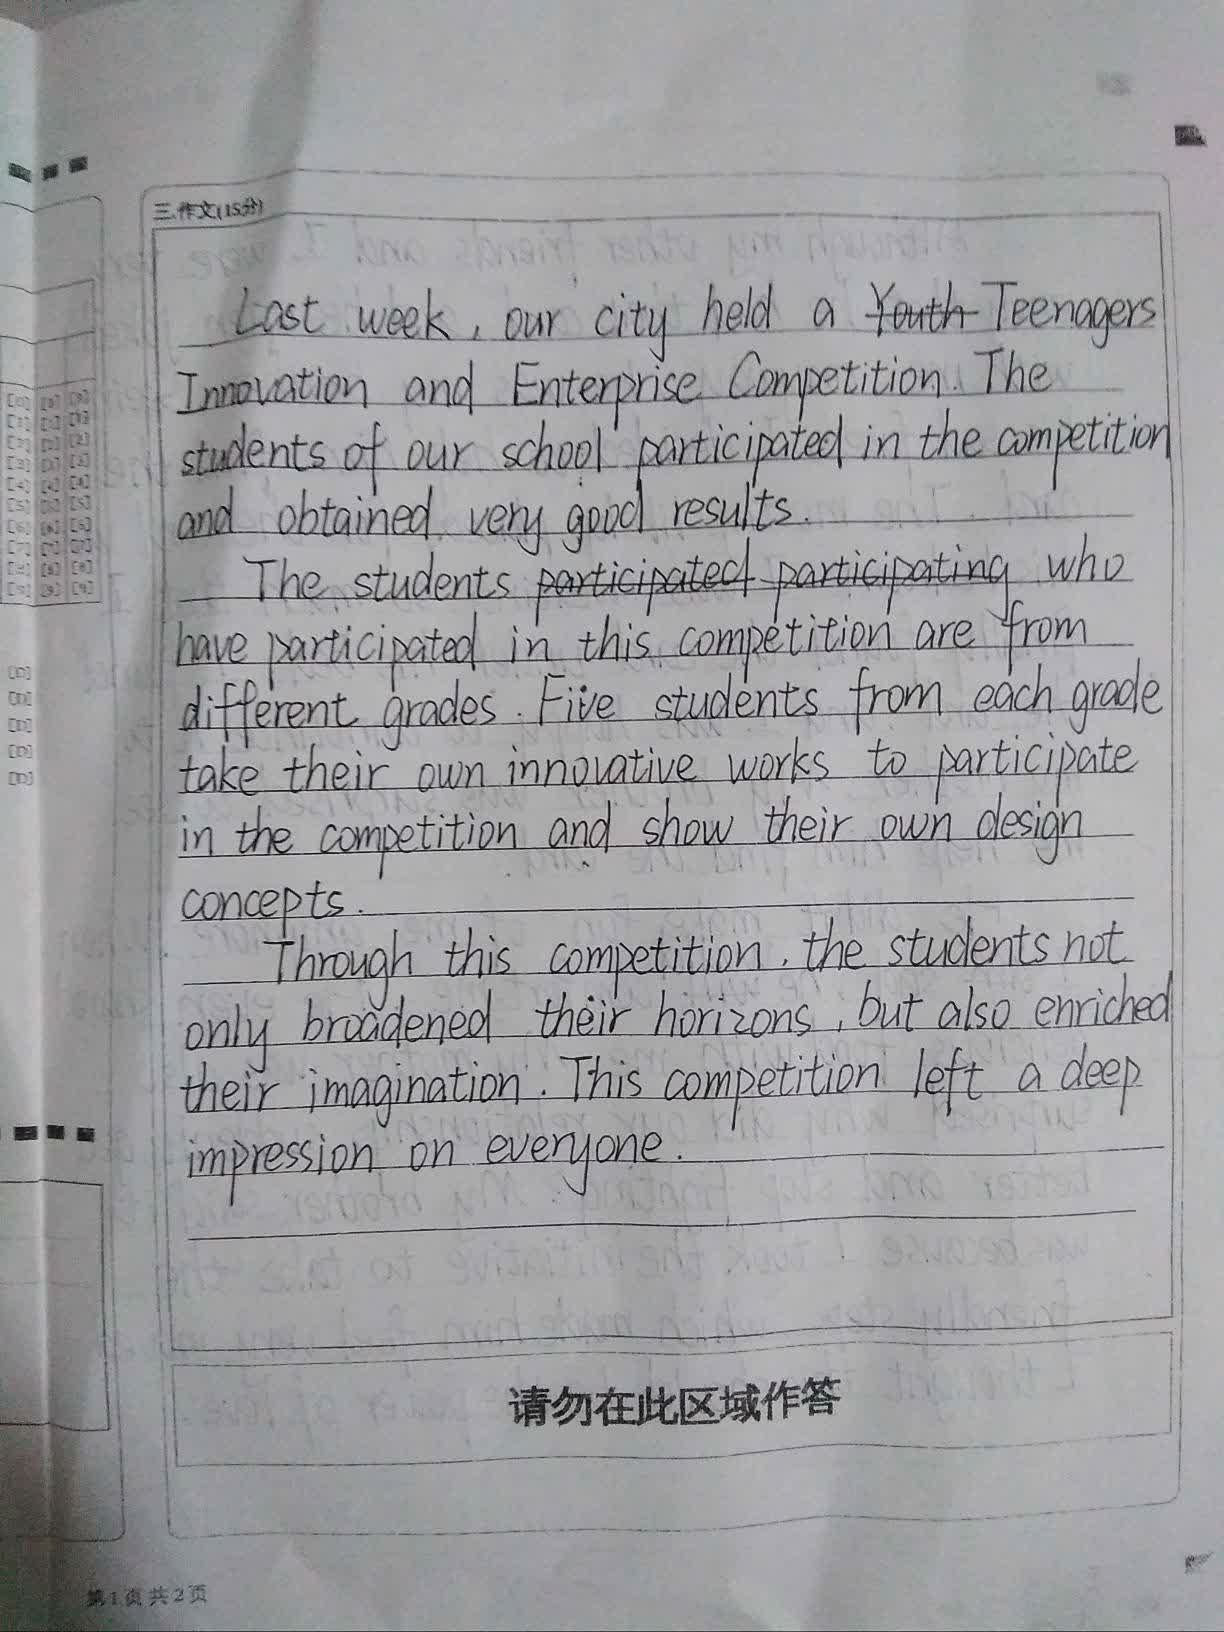 三.作文(15分)
Last week, our city held a Youth Teenagers
Innovation and Enterprise Competition. The
students of our school participated in the competition
and obtained very good results.
The students participated participating who
have participated in this competition are from
different grades. Five students from each grade
take their own innovative works to participate
in the competition and show their own design
concepts.
Through this competition, the students not
only broadened their horizons, but also enriched
their imagination. This competition left a deep
impression on everyone.
请勿在此区域作答
第1页共2页